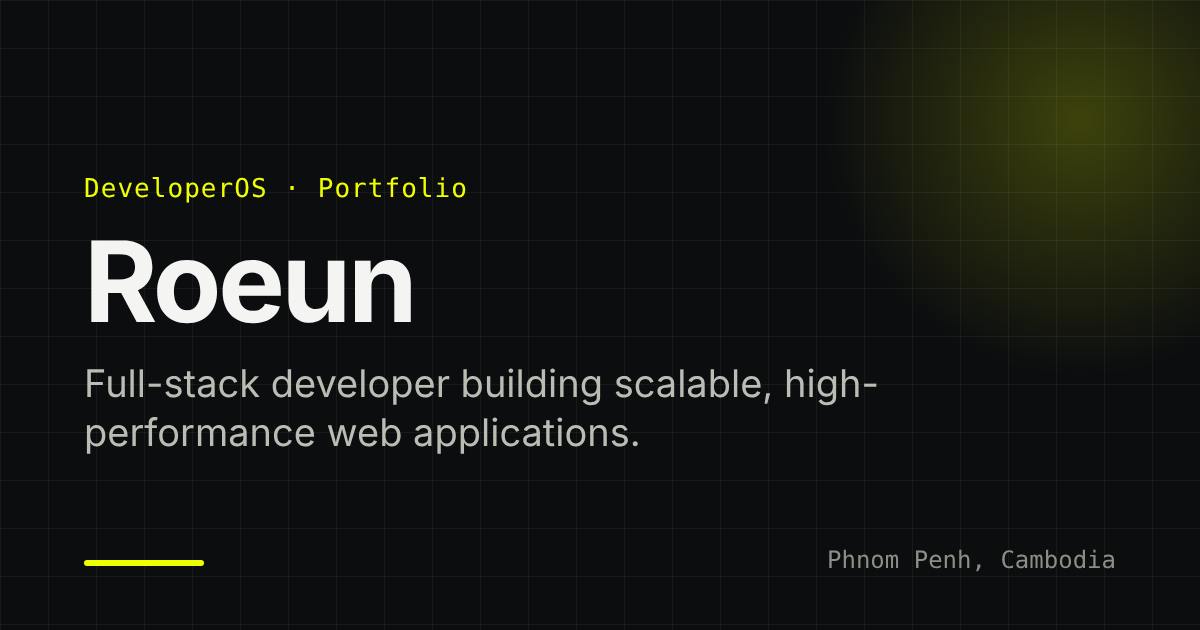 DeveloperOS · Portfolio
Roeun
Full-stack developer building scalable, high-
performance web applications.
Phnom Penh, Cambodia